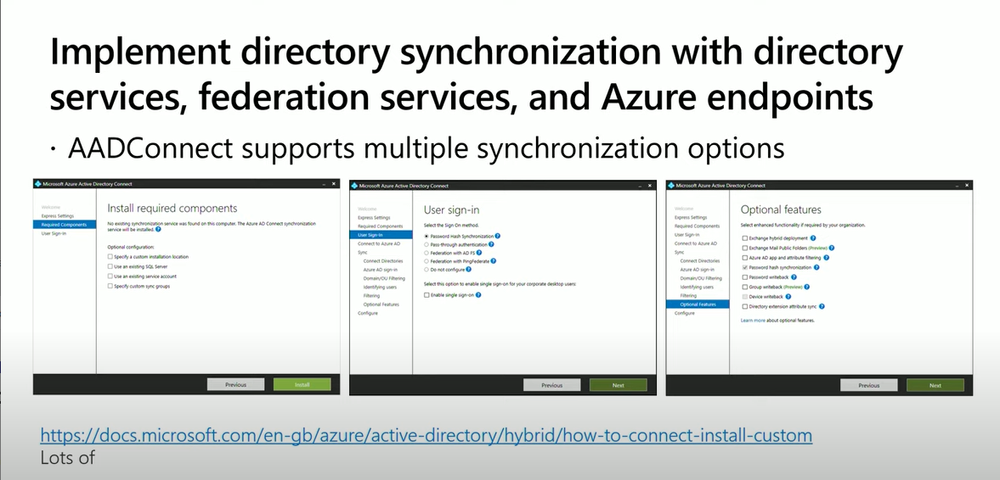 Implement directory synchronization with directory
services, federation services, and Azure endpoints
· AADConnect supports multiple synchronization options
Microsoft Azure Active Directory Connect
Welcome
Express Settings
Required Components
User Sign-In
Install required components
No existing synchronization service was found on this computer. The Azure AD Connect synchronization
service will be installed. ?
Optional configuration:
Specify a custom installation location
Use an existing SQL Server
Use an existing service account
Specify custom sync groups
Previous
Install
Microsoft Azure Active Directory Connect
Welcome
Express Settings
Required Components
User Sign-In
Connect to Azure AD
Sync
Connect Directories
Azure AD sign-in
Domain/OU Filtering
Identifying users
Filtering
Optional Features
Configure
User sign-in
Select the Sign On method.
Password Hash Synchronization ?
Pass-through authentication ?
Federation with AD FS ?
Federation with PingFederate ?
Do not configure ?
Select this option to enable single sign-on for your corporate desktop users:
Enable single sign-on ?
Previous
Next
Microsoft Azure Active Directory Connect
Welcome
Express Settings
Required Components
User Sign-In
Connect to Azure AD
Sync
Connect Directories
Azure AD sign-in
Domain/OU Filtering
Identifying users
Filtering
Optional Features
Configure
Optional features
Select enhanced functionality if required by your organization.
Exchange hybrid deployment ?
Exchange Mail Public Folders (Preview) ?
Azure AD app and attribute filtering ?
Password hash synchronization ?
Password writeback ?
Group writeback (Preview) ?
Device writeback ?
Directory extension attribute sync ?
Learn more about optional features.
Previous
Next
https://docs.microsoft.com/en-gb/azure/active-directory/hybrid/how-to-connect-install-custom
Lots of